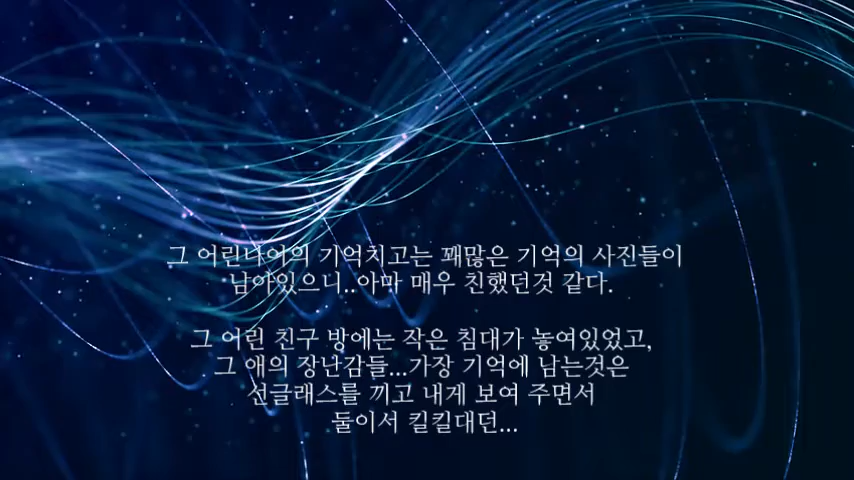 그 어린나이의 기억치고는 꽤많은 기억의 사진들이
남아있으니..아마 매우 친했던것 같다.
그 어린 친구 방에는 작은 침대가 놓여있었고,
그 애의 장난감들...가장 기억에 남는것은
선글래스를 끼고 내게 보여 주면서
둘이서 킬킬대던...